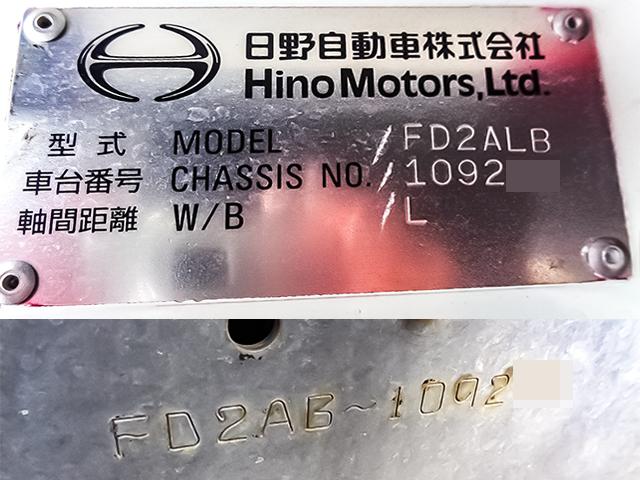 日野自動車株式会社
Hino Motors, Ltd.
型式 MODEL /FD2ALB
車台番号 CHASSIS NO. /1092
軸間距離 W/B /L
FD2AB~1092